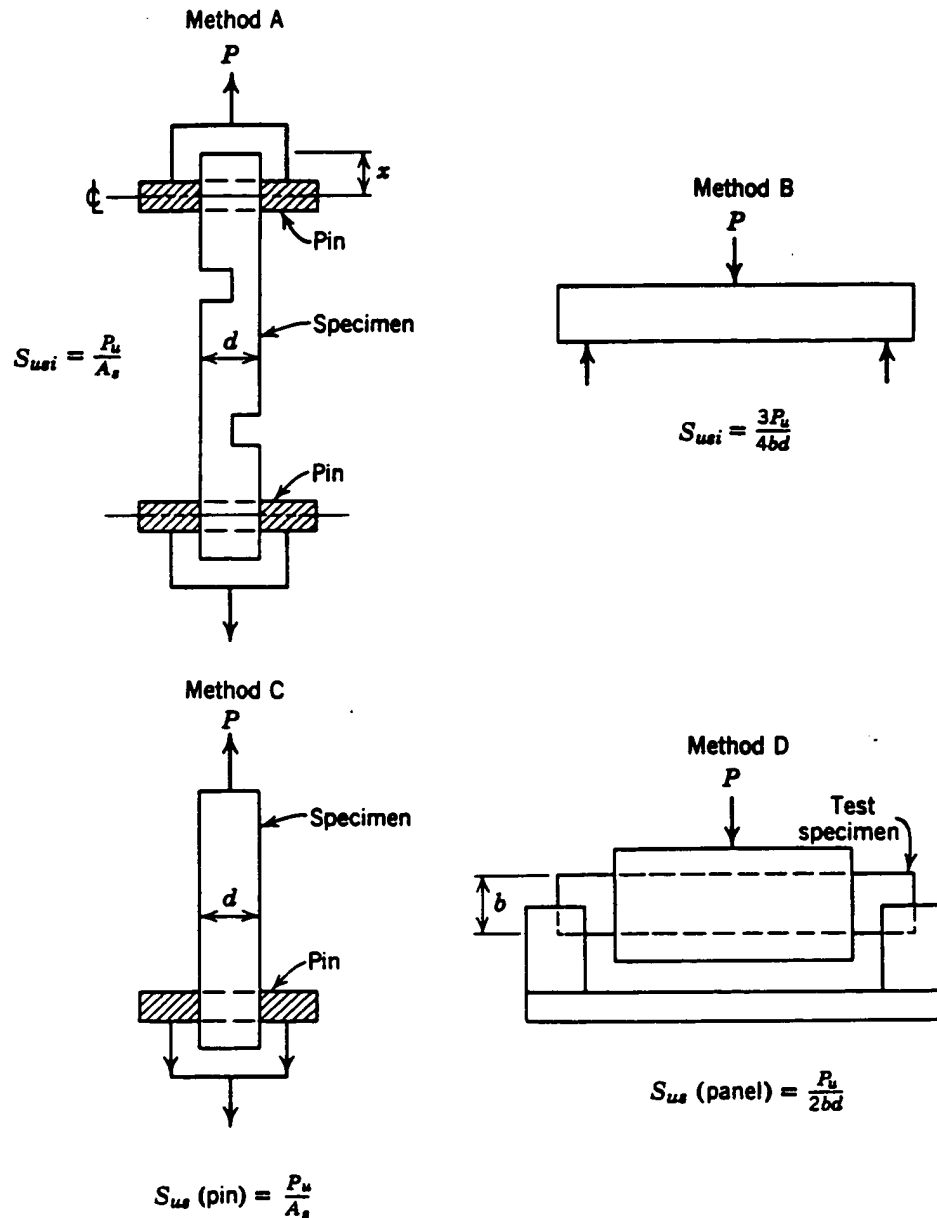 Method A
P
x
℄
Pin
Specimen
d
S_usi = P_u/A_s
Pin
Method B
P
S_usi = 3P_u/4bd
Method C
P
Specimen
d
Pin
S_us (pin) = P_u/A_s
Method D
P
Test
specimen
b
S_us (panel) = P_u/2bd